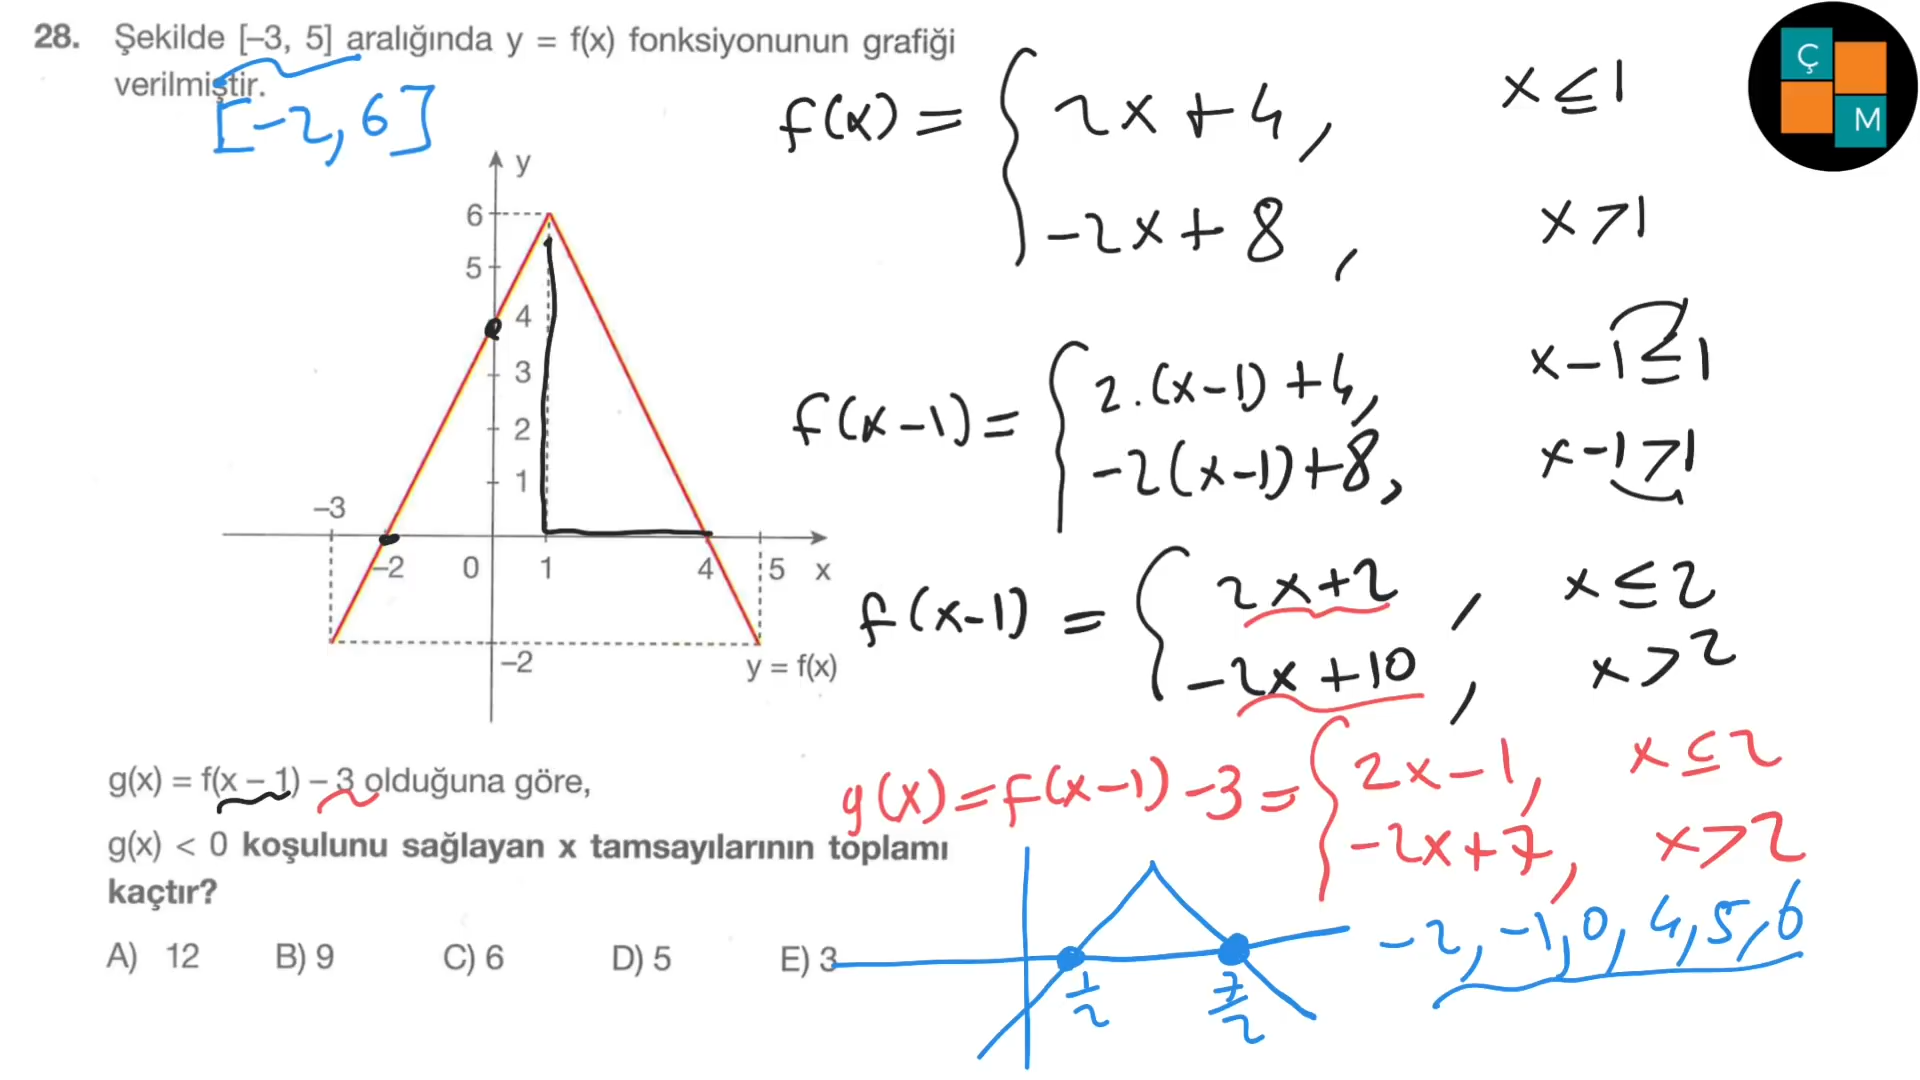 28. Şekilde [–3, 5] aralığında y = f(x) fonksiyonunun grafiği
verilmiştir.
[-2, 6]
y
6
5
4
3
2
1
–3
–2
0
1
4
5
x
–2
y = f(x)
g(x) = f(x – 1) – 3 olduğuna göre,
g(x) < 0 koşulunu sağlayan x tamsayılarının toplamı
kaçtır?
A) 12 B) 9 C) 6 D) 5 E) 3
Ç
M
f(x) = { 2x + 4, x ≤ 1
-2x + 8, x > 1
f(x-1) = { 2.(x-1) + 4, x-1 ≤ 1
-2(x-1)+8, x-1 > 1
f(x-1) = { 2x+2, x ≤ 2
-2x+10, x > 2
g(x) = f(x-1) - 3 = { 2x-1, x ≤ 2
-2x+7, x > 2
1/2
7/2
-2, -1, 0, 4, 5, 6